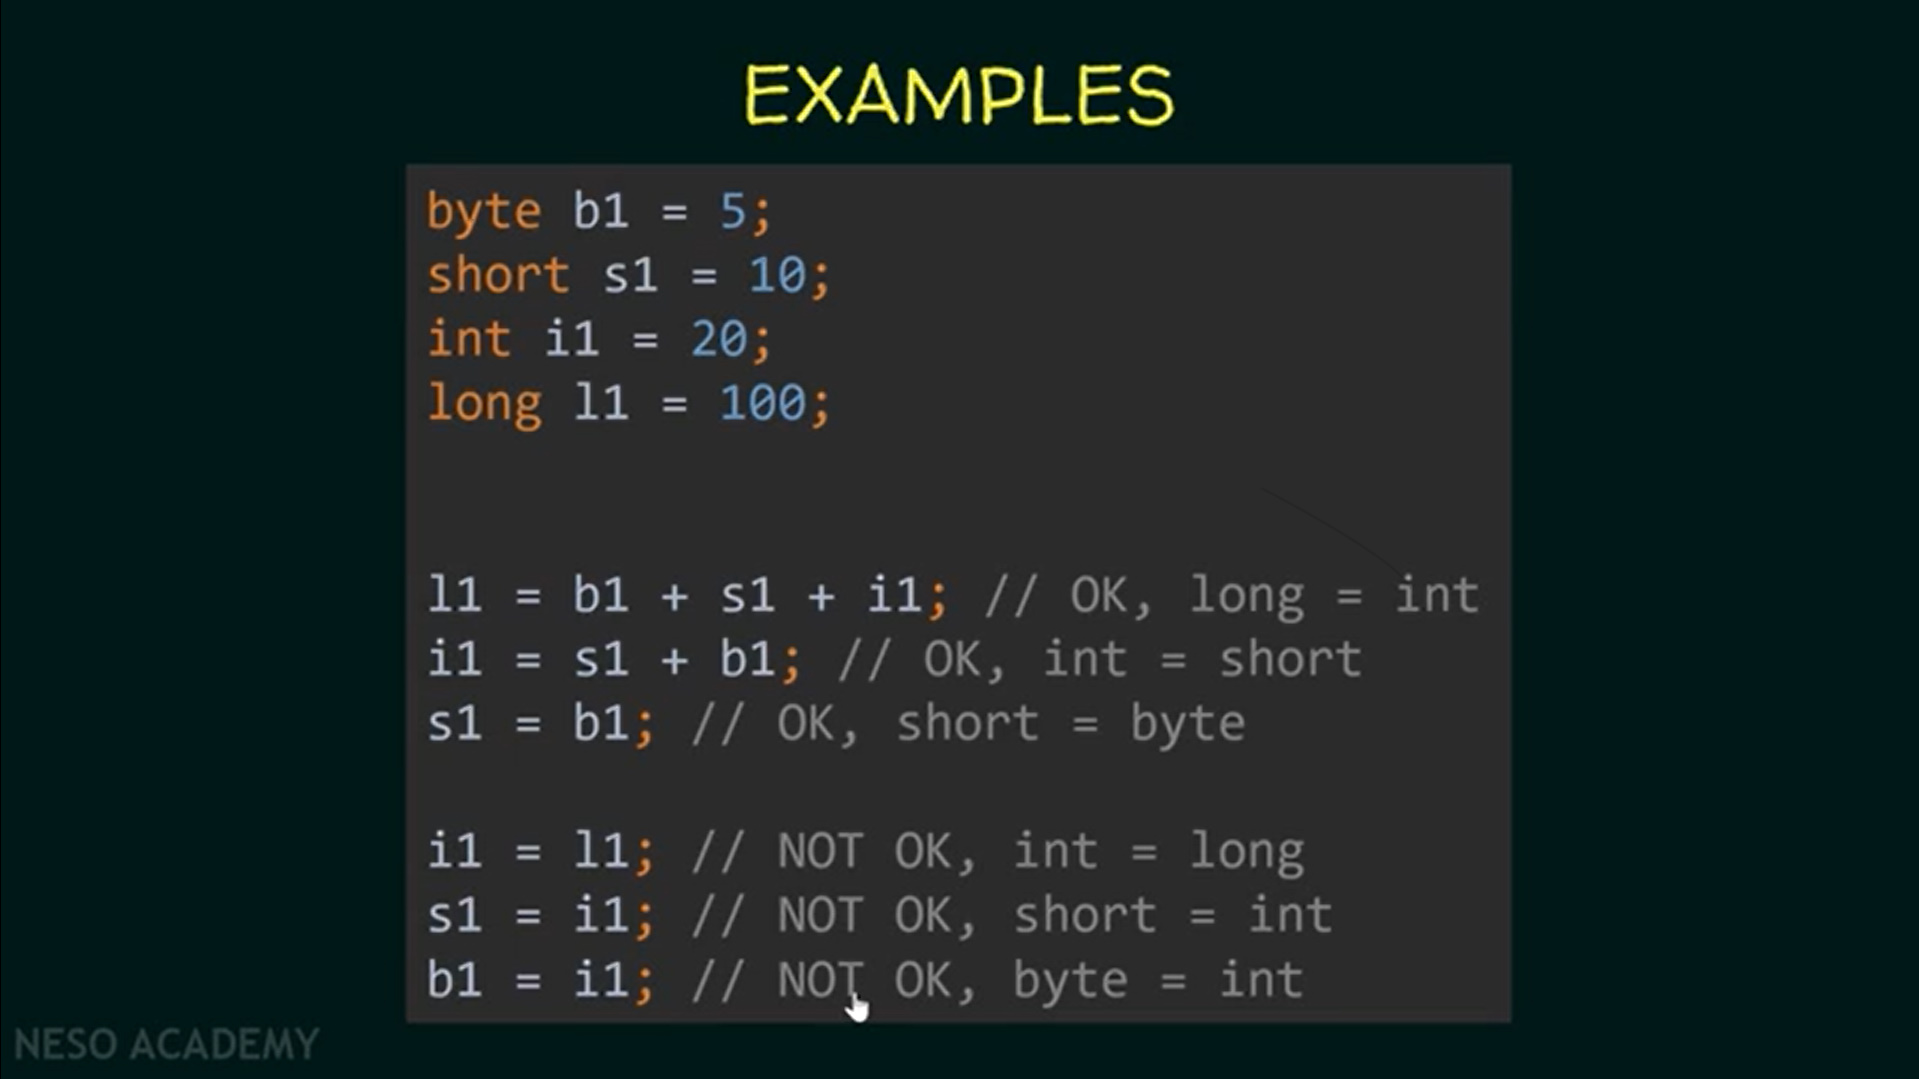 EXAMPLES
byte b1 = 5;
short s1 = 10;
int i1 = 20;
long l1 = 100;
l1 = b1 + s1 + i1; // OK, long = int
i1 = s1 + b1; // OK, int = short
s1 = b1; // OK, short = byte
i1 = l1; // NOT OK, int = long
s1 = i1; // NOT OK, short = int
b1 = i1; // NOT OK, byte = int
NESO ACADEMY